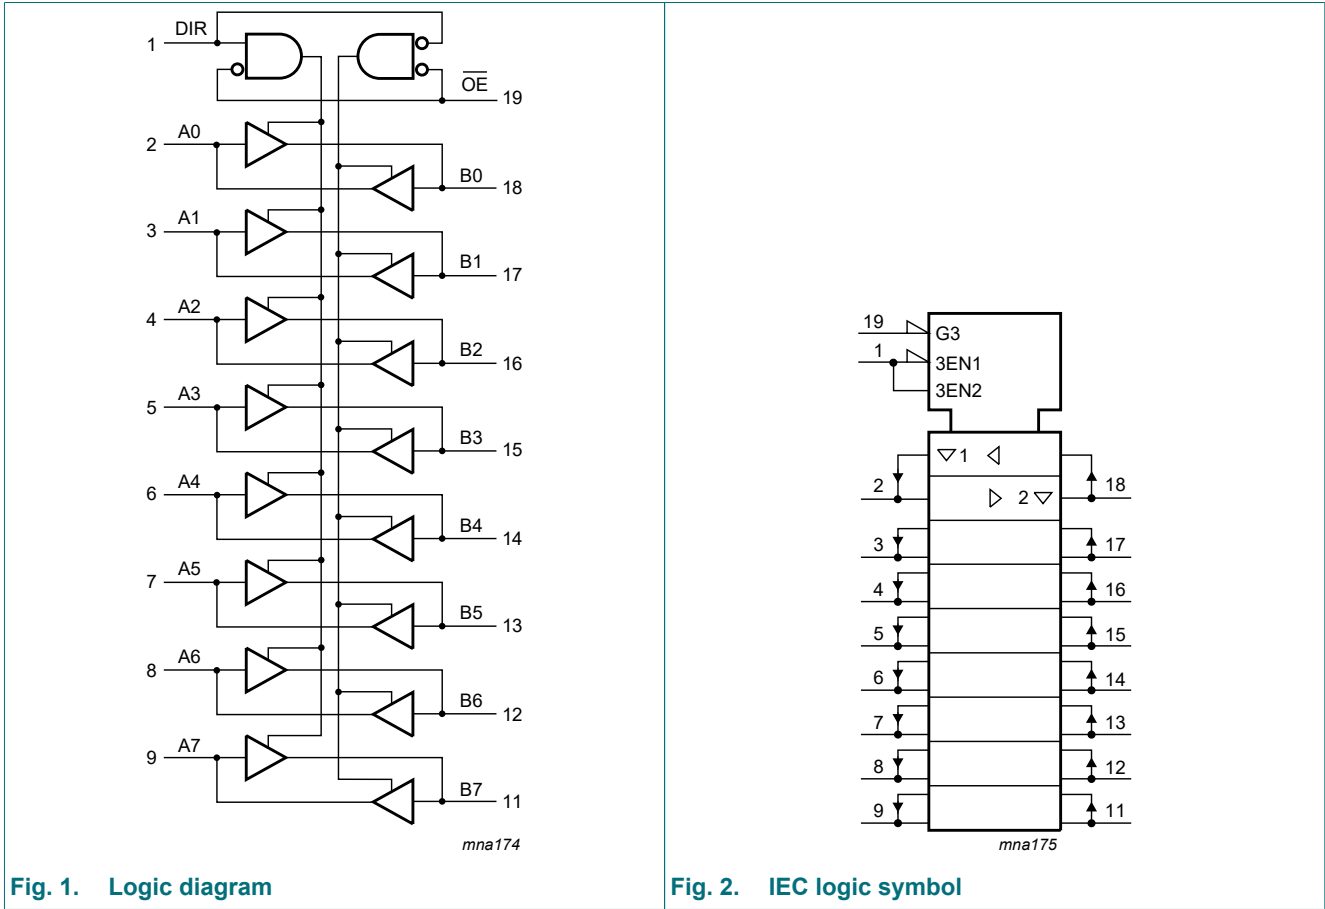 DIR
1
OE
19
A0
2
B0
18
A1
3
B1
17
A2
4
B2
16
A3
5
B3
15
A4
6
B4
14
A5
7
B5
13
A6
8
B6
12
A7
9
B7
11
mna174
Fig. 1. Logic diagram
19
G3
1
3EN1
3EN2
1
2
18
2
3
17
4
16
5
15
6
14
7
13
8
12
9
11
mna175
Fig. 2. IEC logic symbol